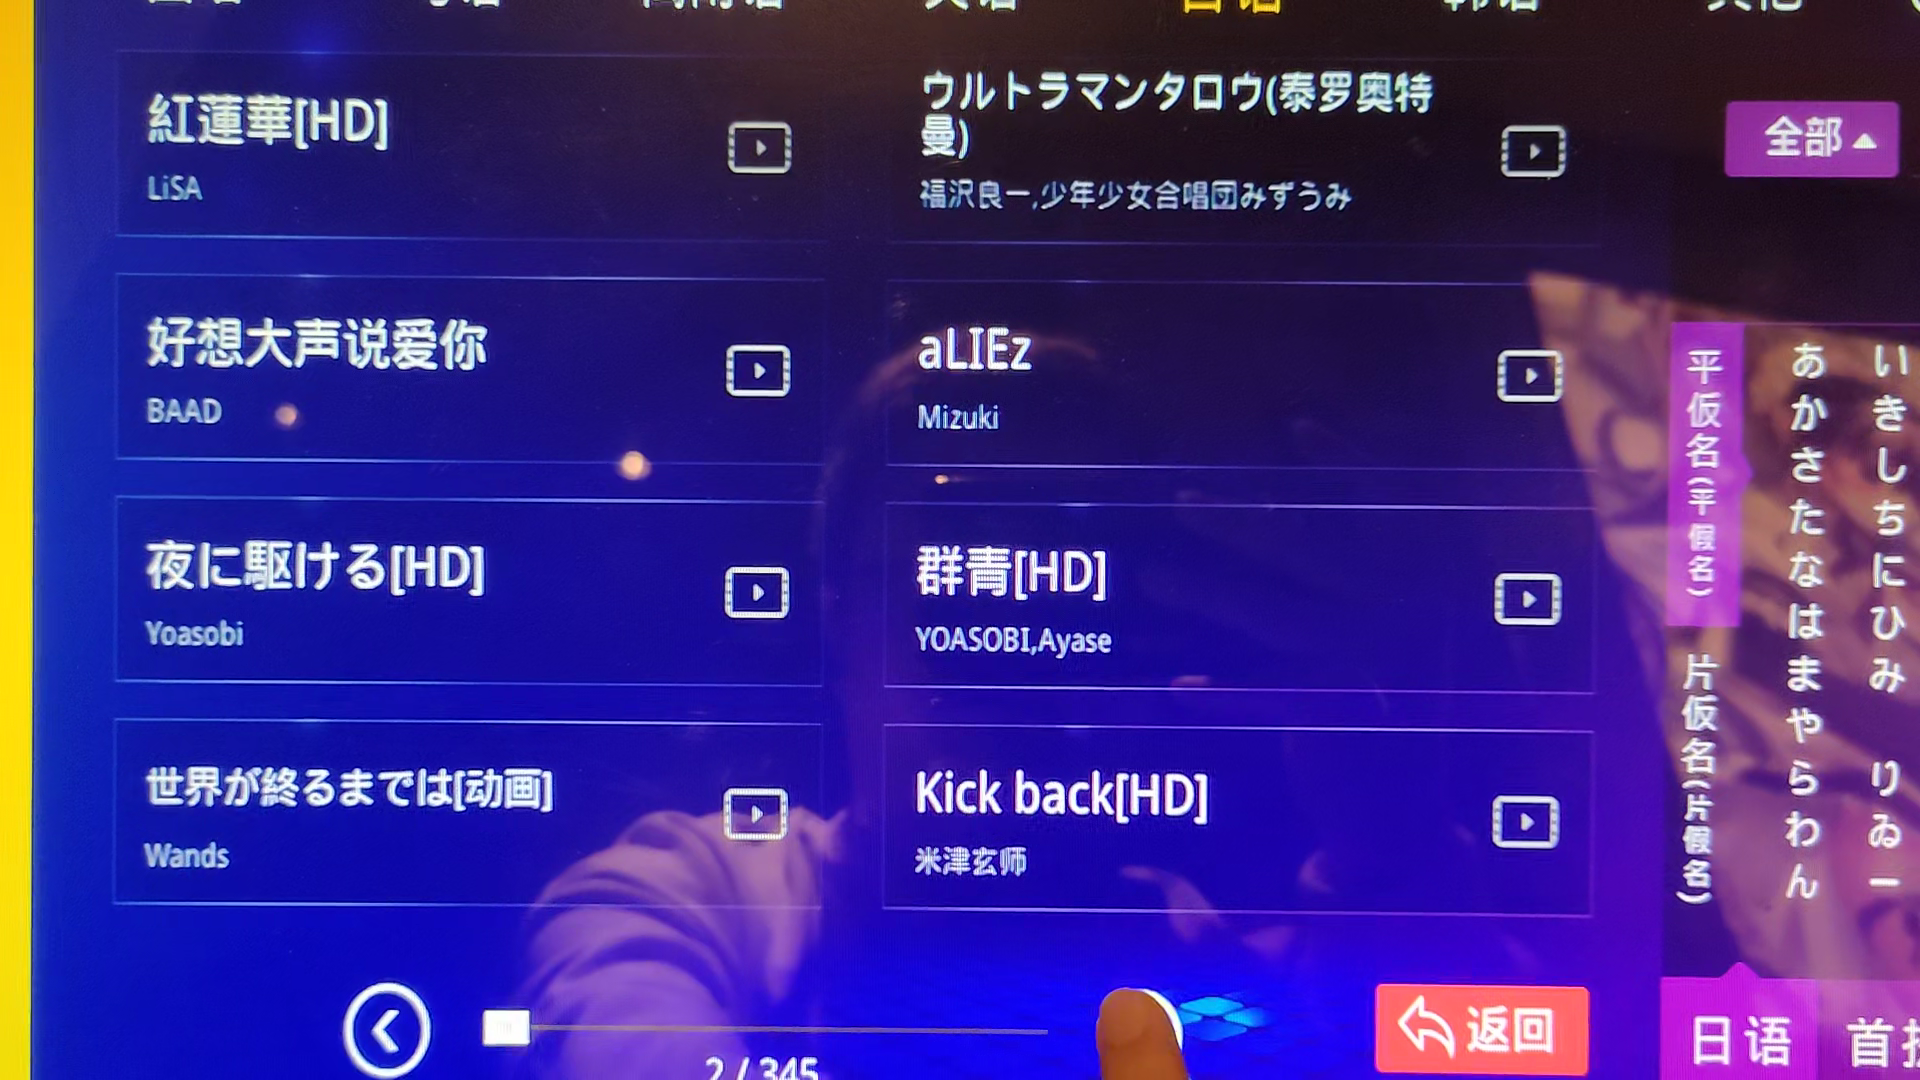 日语
紅蓮華[HD]
LiSA
ウルトラマンタロウ(泰罗奥特
曼)
福沢良一,少年少女合唱団みずうみ
全部
好想大声说爱你
BAAD
aLIEz
Mizuki
夜に駆ける[HD]
Yoasobi
群青[HD]
YOASOBI,Ayase
世界が終るまでは[动画]
Wands
Kick back[HD]
米津玄师
平仮名(平假名)
片仮名(片假名)
あかさたなはまやらわん
いきしちにひみ りゐー
2 / 345
返回
日语
首